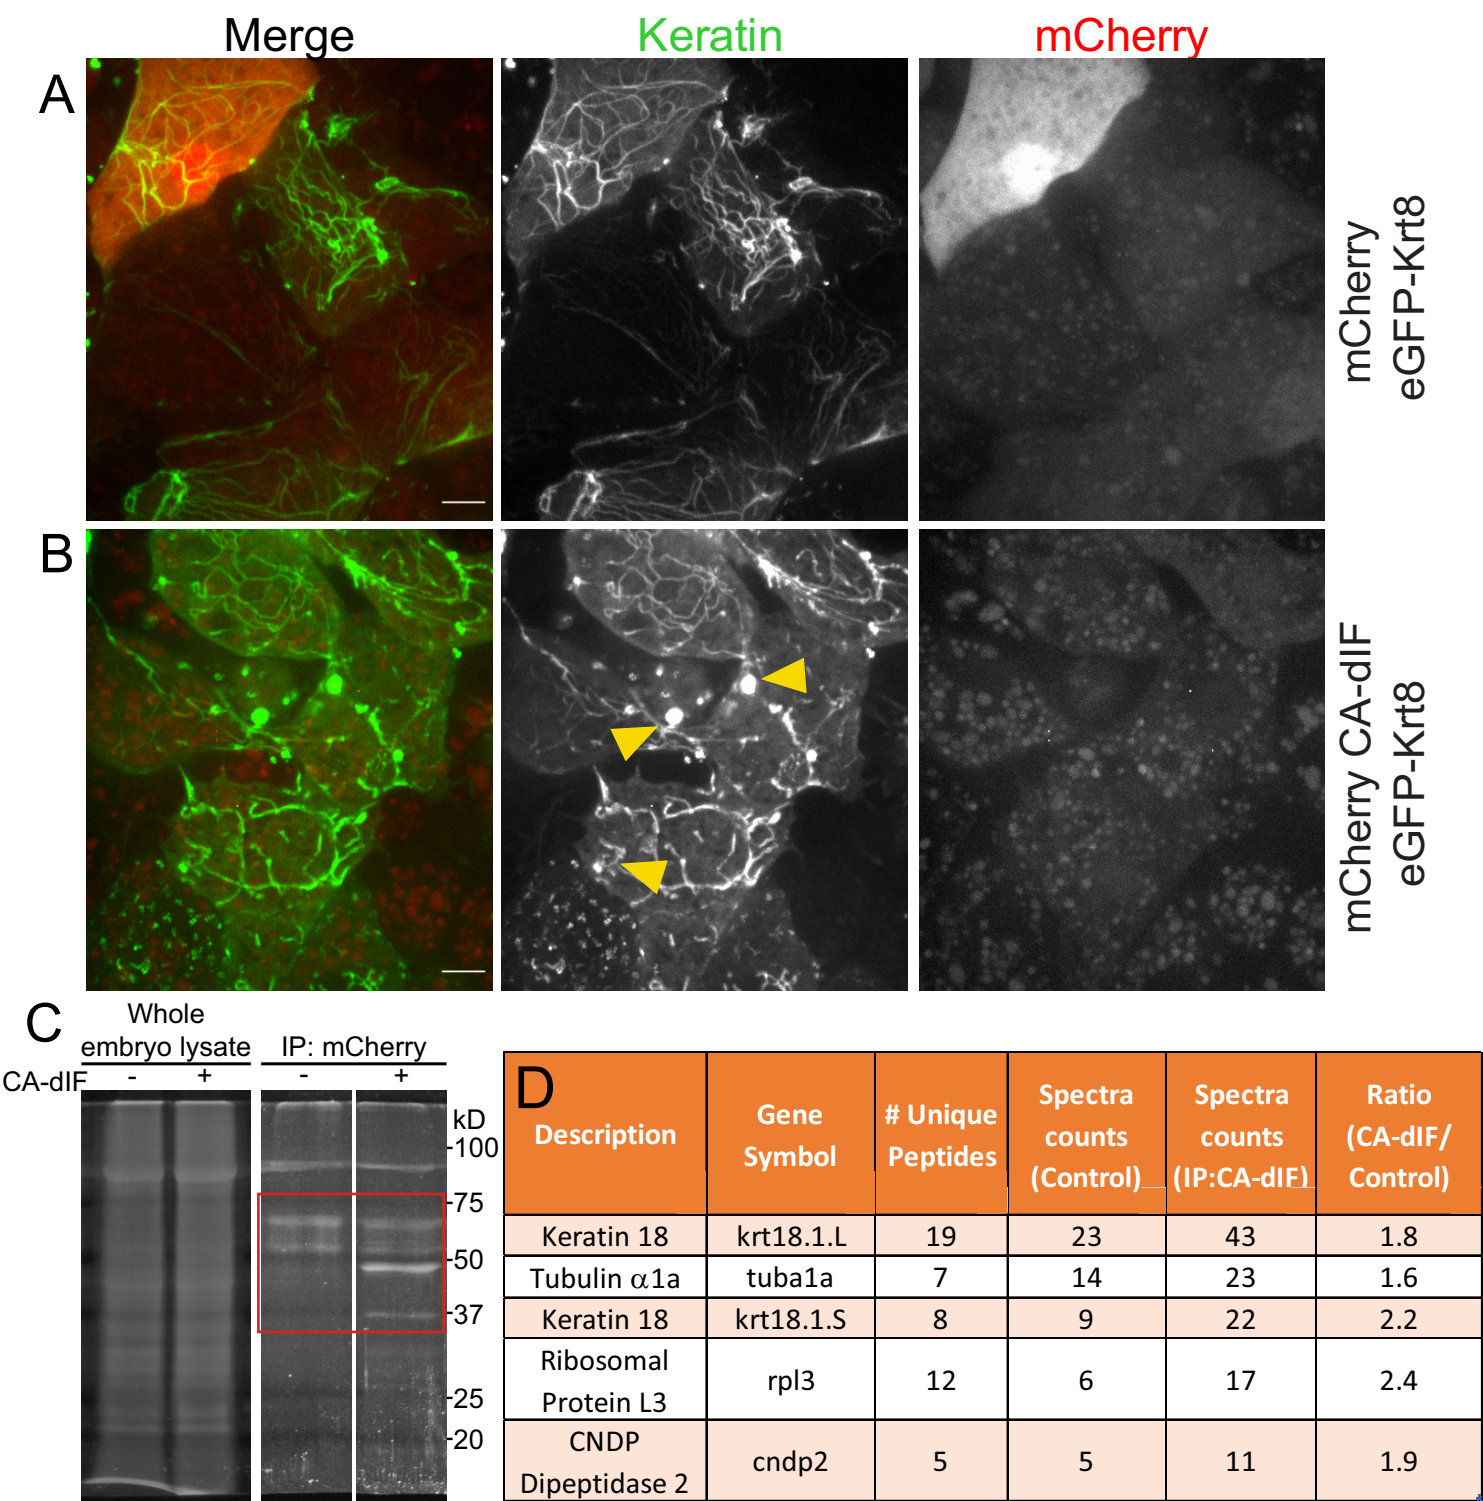 Merge Keratin mCherry
A
mCherry
eGFP-Krt8
B
mCherry CA-dIF
eGFP-Krt8
C
Whole
embryo lysate IP: mCherry
CA-dIF - + - +
kD
-100
-75
-50
-37
-25
-20
D
Description Gene Symbol # Unique Peptides Spectra counts (Control) Spectra counts (IP:CA-dIF) Ratio (CA-dIF/ Control)
Keratin 18 krt18.1.L 19 23 43 1.8
Tubulin α1a tuba1a 7 14 23 1.6
Keratin 18 krt18.1.S 8 9 22 2.2
Ribosomal Protein L3 rpl3 12 6 17 2.4
CNDP Dipeptidase 2 cndp2 5 5 11 1.9